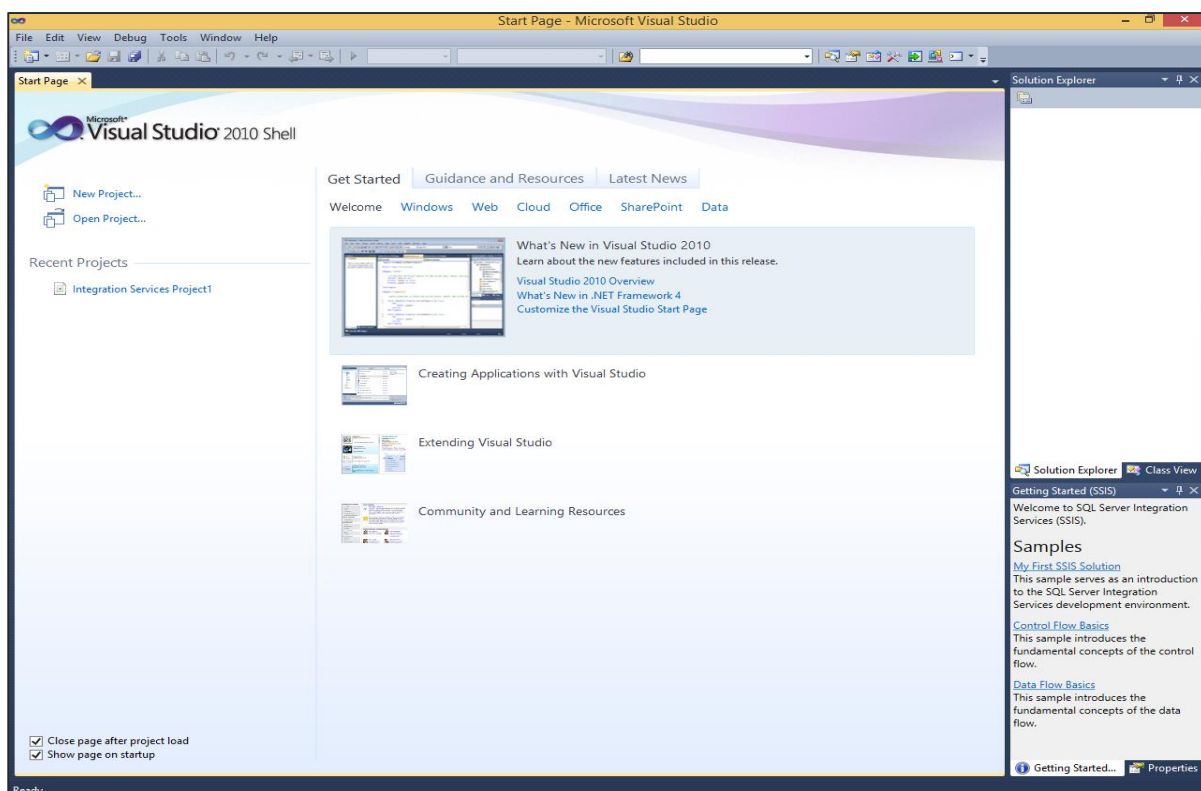 Start Page - Microsoft Visual Studio
File Edit View Debug Tools Window Help
Start Page
Microsoft
Visual Studio 2010 Shell
New Project...
Open Project...
Recent Projects
Integration Services Project1
Close page after project load
Show page on startup
Get Started Guidance and Resources Latest News
Welcome Windows Web Cloud Office SharePoint Data
What's New in Visual Studio 2010
Learn about the new features included in this release.
Visual Studio 2010 Overview
What's New in .NET Framework 4
Customize the Visual Studio Start Page
Creating Applications with Visual Studio
Extending Visual Studio
Community and Learning Resources
Solution Explorer
Solution Explorer Class View
Getting Started (SSIS)
Welcome to SQL Server Integration
Services (SSIS).
Samples
My First SSIS Solution
This sample serves as an introduction
to the SQL Server Integration
Services development environment.
Control Flow Basics
This sample introduces the
fundamental concepts of the control
flow.
Data Flow Basics
This sample introduces the
fundamental concepts of the data
flow.
Getting Started... Properties
Ready